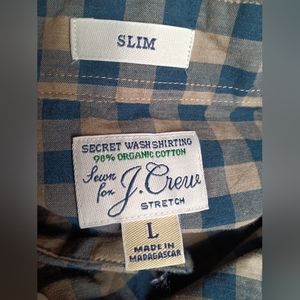 SLIM
SECRET WASH SHIRTING
98% ORGANIC COTTON
Sewn for J.Crew
STRETCH
L
MADE IN
MADAGASCAR